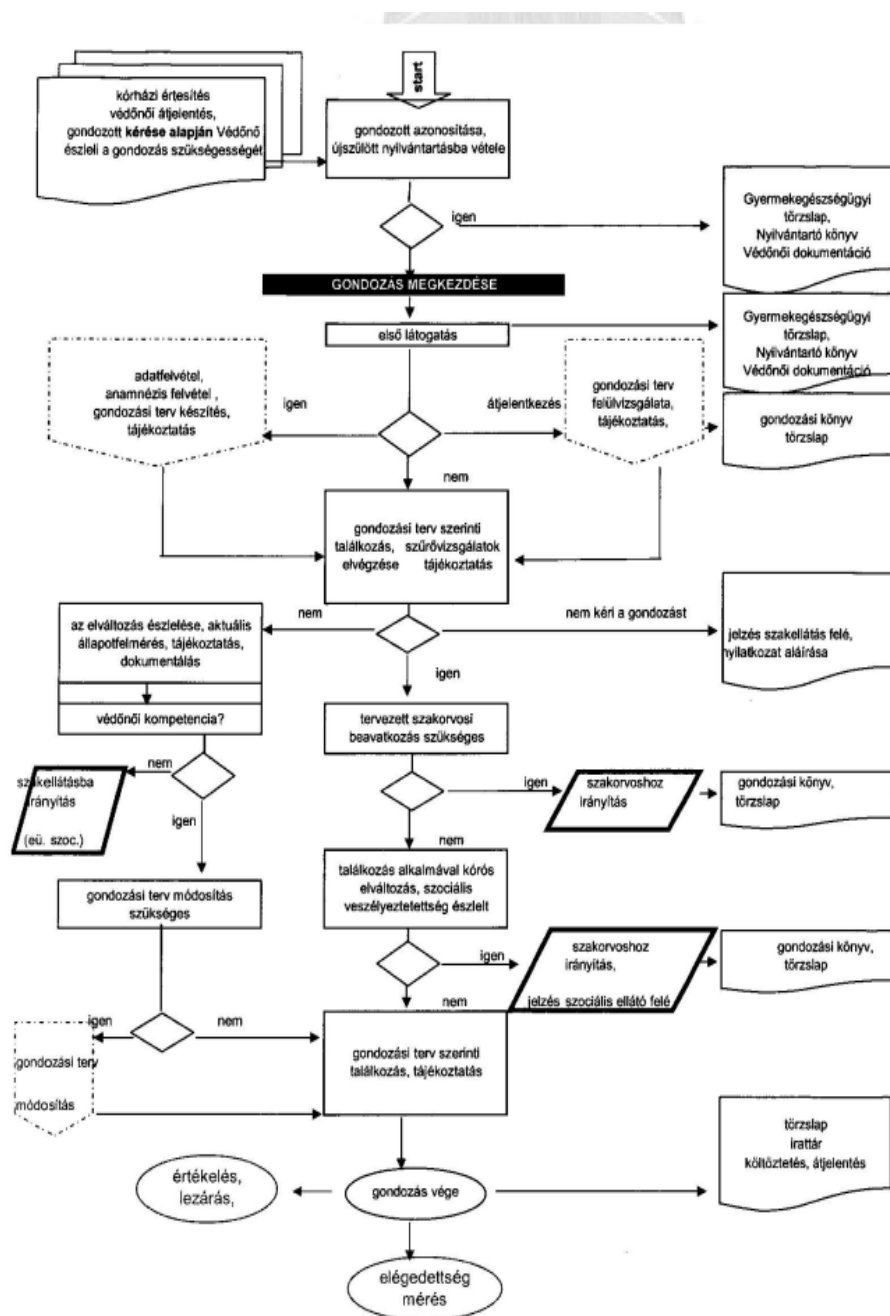 start
kórházi értesítés
védőnői átjelentés,
gondozott kérése alapján Védőnő
észleli a gondozás szükségességét
gondozott azonosítása,
újszülött nyilvántartásba vétele
igen
Gyermekegészségügyi
törzslap,
Nyilvántartó könyv
Védőnői dokumentáció
GONDOZÁS MEGKEZDÉSE
első látogatás
Gyermekegészségügyi
törzslap,
Nyilvántartó könyv
Védőnői dokumentáció
adatfelvétel,
anamnézis felvétel ,
gondozási terv készítés,
tájékoztatás
igen
átjelentkezés
gondozási terv
felülvizsgálata,
tájékoztatás,
gondozási könyv
törzslap
nem
gondozási terv szerinti
találkozás, szűrővizsgálatok
elvégzése tájékoztatás
az elváltozás észlelése, aktuális
állapotfelmérés, tájékoztatás,
dokumentálás
nem
nem kéri a gondozást
jelzés szakellátás felé,
nyilatkozat aláírása
igen
védőnői kompetencia?
tervezett szakorvosi
beavatkozás szükséges
nem
szakellátásba
irányítás
(eü. szoc.)
igen
igen
szakorvoshoz
irányítás
gondozási könyv,
törzslap
nem
gondozási terv módosítás
szükséges
találkozás alkalmával kórós
elváltozás, szociális
veszélyeztetettség észlelt
igen
szakorvoshoz
irányítás,
jelzés szociális ellátó felé
gondozási könyv,
törzslap
nem
igen
nem
gondozási terv
módosítás
gondozási terv szerinti
találkozás, tájékoztatás
törzslap
irattár
költöztetés, átjelentés
értékelés,
lezárás,
gondozás vége
elégedettség
mérés